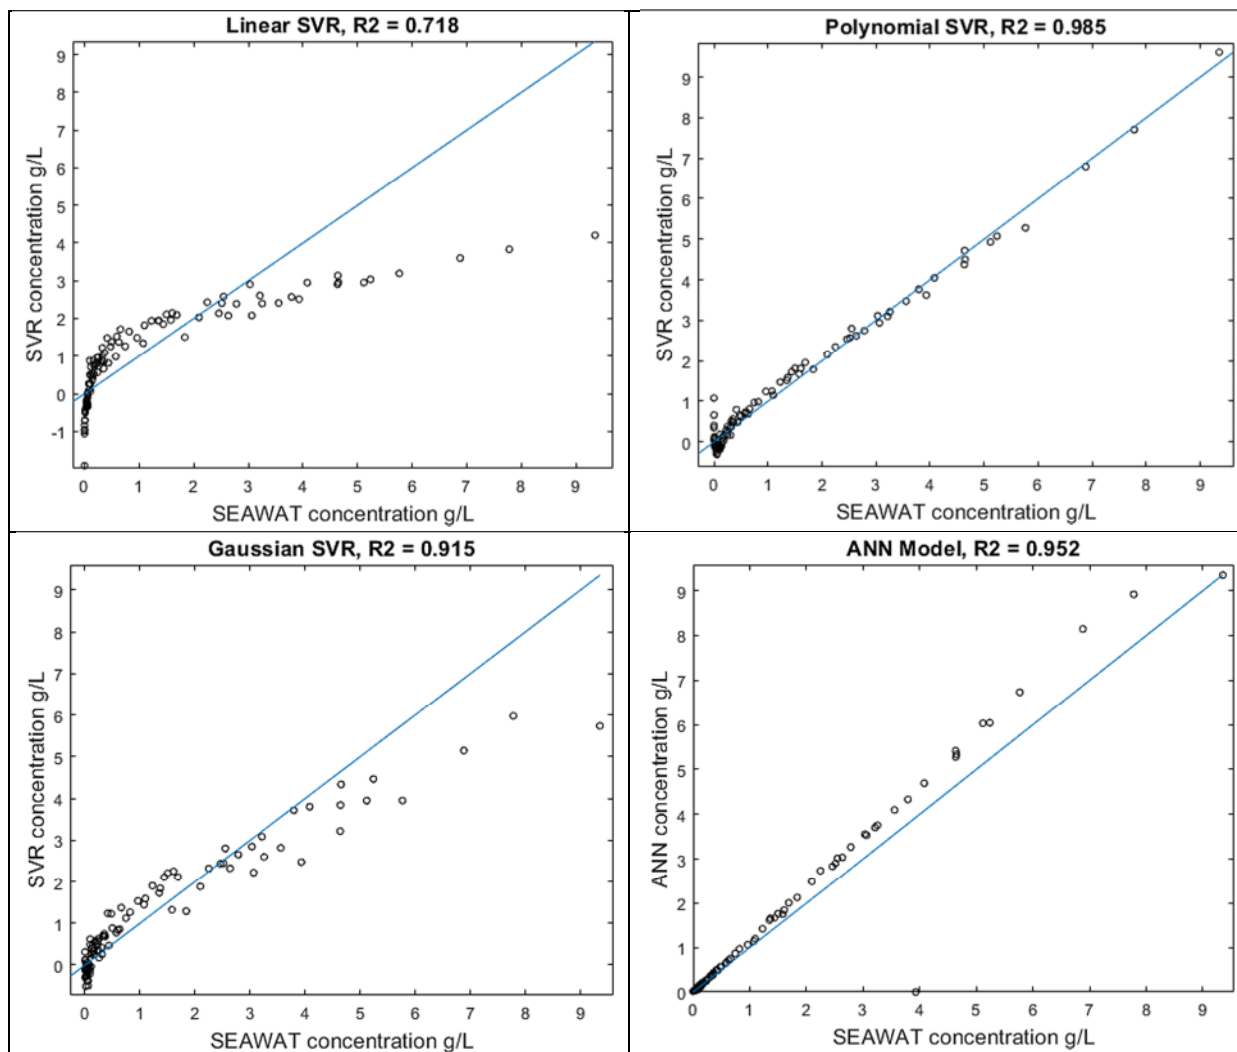 Linear SVR, R2 = 0.718
9
8
7
6
5
4
3
2
1
0
-1
SVR concentration g/L
0 1 2 3 4 5 6 7 8 9
SEAWAT concentration g/L
Polynomial SVR, R2 = 0.985
9
8
7
6
5
4
3
2
1
0
SVR concentration g/L
0 1 2 3 4 5 6 7 8 9
SEAWAT concentration g/L
Gaussian SVR, R2 = 0.915
9
8
7
6
5
4
3
2
1
0
SVR concentration g/L
0 1 2 3 4 5 6 7 8 9
SEAWAT concentration g/L
ANN Model, R2 = 0.952
9
8
7
6
5
4
3
2
1
0
ANN concentration g/L
0 1 2 3 4 5 6 7 8 9
SEAWAT concentration g/L